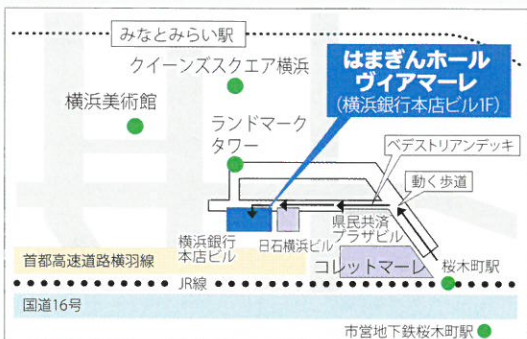 みなとみらい駅
クイーンズスクエア横浜
横浜美術館
はまぎんホール
ヴィアマーレ
(横浜銀行本店ビル1F)
ランドマーク
タワー
ペデストリアンデッキ
動く歩道
県民共済
プラザビル
横浜銀行
本店ビル
日石横浜ビル
コレットマーレ
桜木町駅
首都高速道路横羽線
JR線
国道16号
市営地下鉄桜木町駅